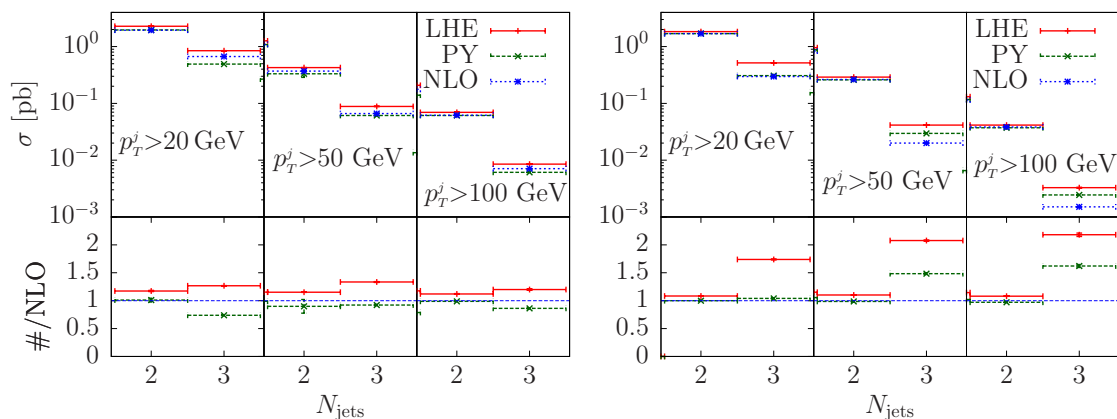 LHE
PY
NLO
σ [pb]
10^0
10^-1
10^-2
10^-3
p_T^j>20 GeV
p_T^j>50 GeV
p_T^j>100 GeV
#/NLO
2
1.5
1
0.5
0
2 3 2 3 2 3
N_jets
LHE
PY
NLO
10^0
10^-1
10^-2
10^-3
p_T^j>20 GeV
p_T^j>50 GeV
p_T^j>100 GeV
2
1.5
1
0.5
0
2 3 2 3 2 3
N_jets